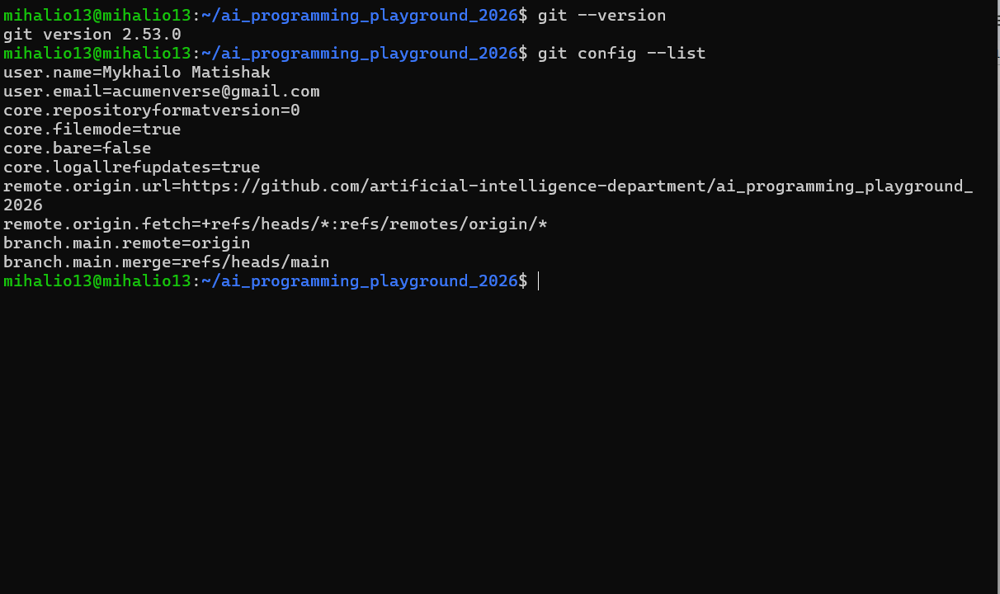 mihalio13@mihalio13:~/ai_programming_playground_2026$ git --version
git version 2.53.0
mihalio13@mihalio13:~/ai_programming_playground_2026$ git config --list
user.name=Mykhailo Matishak
user.email=acumenverse@gmail.com
core.repositoryformatversion=0
core.filemode=true
core.bare=false
core.logallrefupdates=true
remote.origin.url=https://github.com/artificial-intelligence-department/ai_programming_playground_
2026
remote.origin.fetch=+refs/heads/*:refs/remotes/origin/*
branch.main.remote=origin
branch.main.merge=refs/heads/main
mihalio13@mihalio13:~/ai_programming_playground_2026$